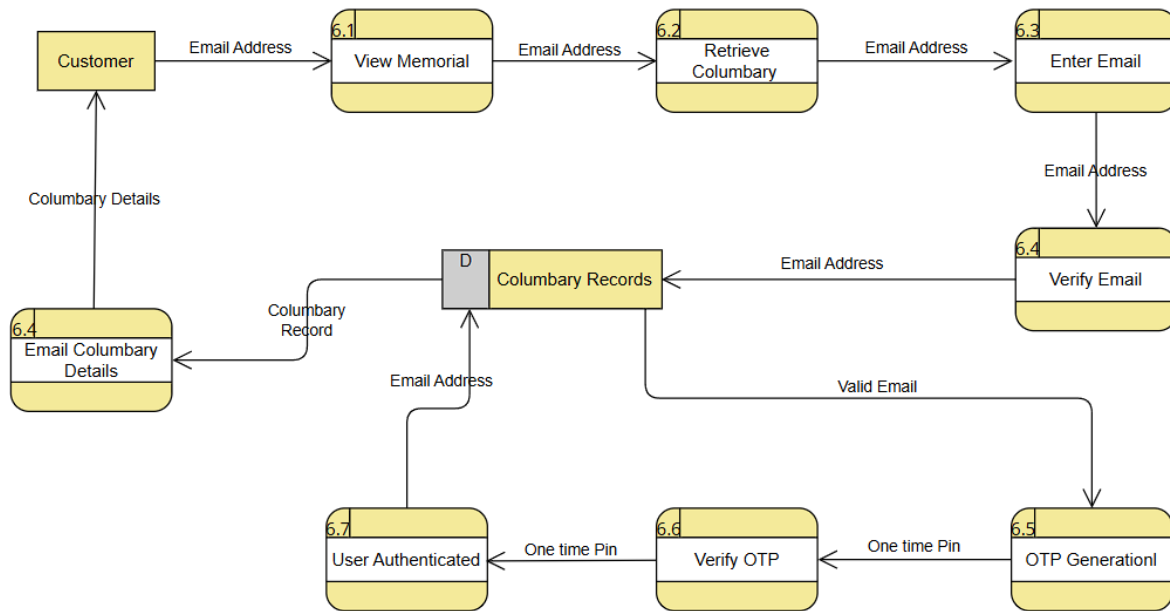 6.1
6.2
6.3
Customer
Email Address
View Memorial
Email Address
Retrieve
Columbary
Email Address
Enter Email
Columbary Details
Email Address
6.4
D
Columbary Records
Email Address
Verify Email
6.4
Email Columbary
Details
Columbary
Record
Email Address
Valid Email
6.7
6.6
6.5
User Authenticated
One time Pin
Verify OTP
One time Pin
OTP Generationl